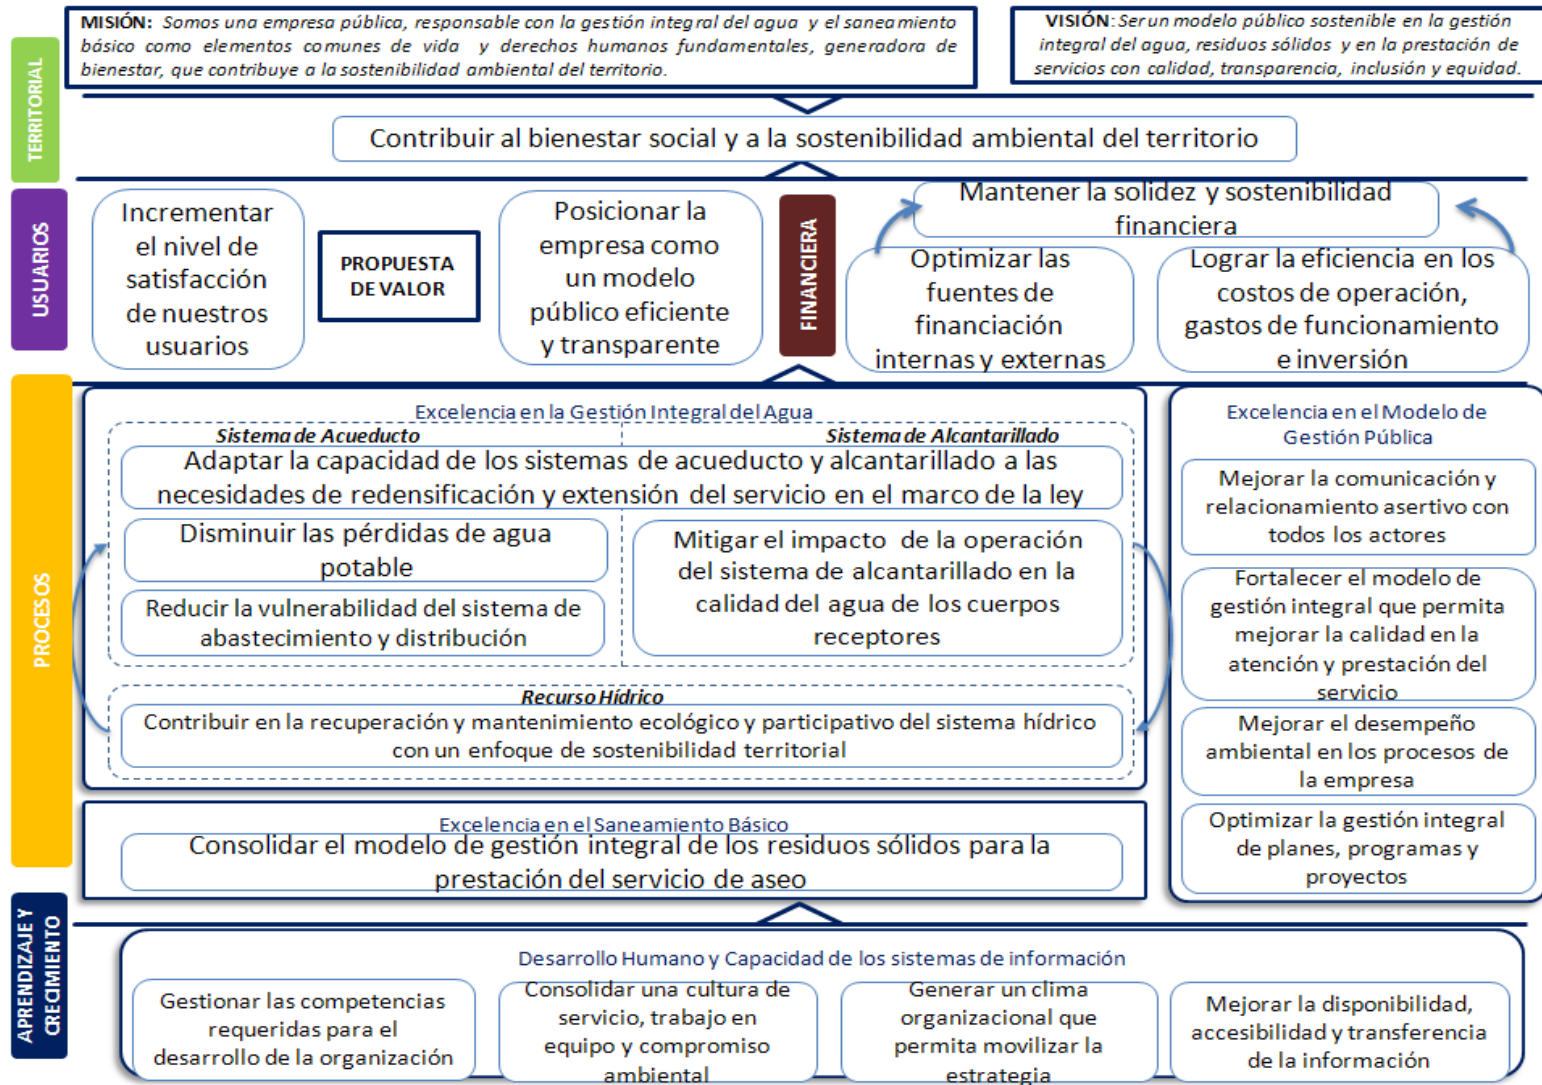 MISIÓN: Somos una empresa pública, responsable con la gestión integral del agua y el saneamiento
básico como elementos comunes de vida y derechos humanos fundamentales, generadora de
bienestar, que contribuye a la sostenibilidad ambiental del territorio.
VISIÓN: Ser un modelo público sostenible en la gestión
integral del agua, residuos sólidos y en la prestación de
servicios con calidad, transparencia, inclusión y equidad.
TERRITORIAL
Contribuir al bienestar social y a la sostenibilidad ambiental del territorio
USUARIOS
Incrementar
el nivel de
satisfacción
de nuestros
usuarios
PROPUESTA
DE VALOR
Posicionar la
empresa como
un modelo
público eficiente
y transparente
FINANCIERA
Mantener la solidez y sostenibilidad
financiera
Optimizar las
fuentes de
financiación
internas y externas
Lograr la eficiencia en los
costos de operación,
gastos de funcionamiento
e inversión
PROCESOS
Excelencia en la Gestión Integral del Agua
Sistema de Acueducto
Sistema de Alcantarillado
Adaptar la capacidad de los sistemas de acueducto y alcantarillado a las
necesidades de redensificación y extensión del servicio en el marco de la ley
Disminuir las pérdidas de agua
potable
Reducir la vulnerabilidad del sistema de
abastecimiento y distribución
Mitigar el impacto de la operación
del sistema de alcantarillado en la
calidad del agua de los cuerpos
receptores
Recurso Hídrico
Contribuir en la recuperación y mantenimiento ecológico y participativo del sistema hídrico
con un enfoque de sostenibilidad territorial
Excelencia en el Saneamiento Básico
Consolidar el modelo de gestión integral de los residuos sólidos para la
prestación del servicio de aseo
Excelencia en el Modelo de
Gestión Pública
Mejorar la comunicación y
relacionamiento asertivo con
todos los actores
Fortalecer el modelo de
gestión integral que permita
mejorar la calidad en la
atención y prestación del
servicio
Mejorar el desempeño
ambiental en los procesos de
la empresa
Optimizar la gestión integral
de planes, programas y
proyectos
APRENDIZAJE Y
CRECIMIENTO
Desarrollo Humano y Capacidad de los sistemas de información
Gestionar las competencias
requeridas para el
desarrollo de la organización
Consolidar una cultura de
servicio, trabajo en
equipo y compromiso
ambiental
Generar un clima
organizacional que
permita movilizar la
estrategia
Mejorar la disponibilidad,
accesibilidad y transferencia
de la información